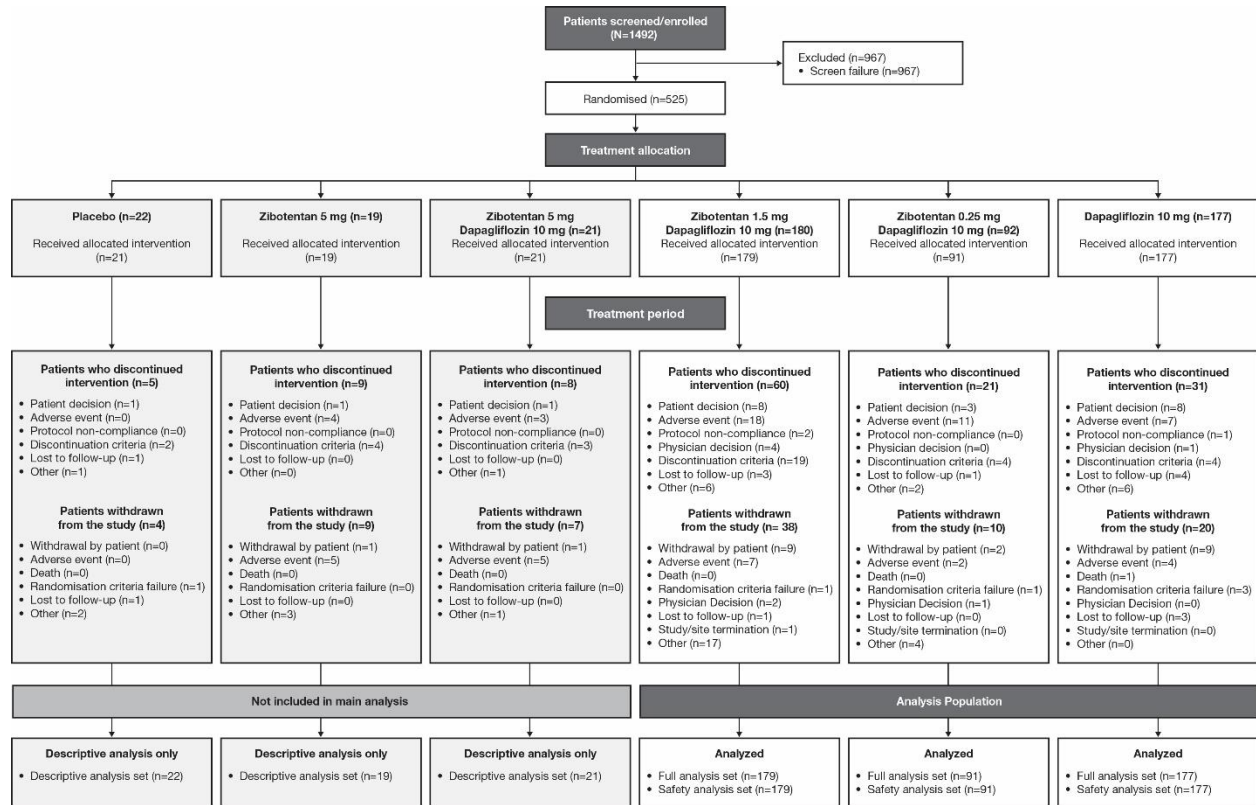 Patients screened/enrolled
(N=1492)
Excluded (n=967)
• Screen failure (n=967)
Randomised (n=525)
Treatment allocation
Placebo (n=22)
Received allocated intervention
(n=21)
Zibotentan 5 mg (n=19)
Received allocated intervention
(n=19)
Zibotentan 5 mg
Dapagliflozin 10 mg (n=21)
Received allocated intervention
(n=21)
Zibotentan 1.5 mg
Dapagliflozin 10 mg (n=180)
Received allocated intervention
(n=179)
Zibotentan 0.25 mg
Dapagliflozin 10 mg (n=92)
Received allocated intervention
(n=91)
Dapagliflozin 10 mg (n=177)
Received allocated intervention
(n=177)
Treatment period
Patients who discontinued
intervention (n=5)
• Patient decision (n=1)
• Adverse event (n=0)
• Protocol non-compliance (n=0)
• Discontinuation criteria (n=2)
• Lost to follow-up (n=1)
• Other (n=1)
Patients withdrawn
from the study (n=4)
• Withdrawal by patient (n=0)
• Adverse event (n=0)
• Death (n=0)
• Randomisation criteria failure (n=1)
• Lost to follow-up (n=1)
• Other (n=2)
Patients who discontinued
intervention (n=9)
• Patient decision (n=1)
• Adverse event (n=4)
• Protocol non-compliance (n=0)
• Discontinuation criteria (n=4)
• Lost to follow-up (n=0)
• Other (n=0)
Patients withdrawn
from the study (n=9)
• Withdrawal by patient (n=1)
• Adverse event (n=5)
• Death (n=0)
• Randomisation criteria failure (n=0)
• Lost to follow-up (n=0)
• Other (n=3)
Patients who discontinued
intervention (n=8)
• Patient decision (n=1)
• Adverse event (n=3)
• Protocol non-compliance (n=0)
• Discontinuation criteria (n=3)
• Lost to follow-up (n=0)
• Other (n=1)
Patients withdrawn
from the study (n=7)
• Withdrawal by patient (n=1)
• Adverse event (n=5)
• Death (n=0)
• Randomisation criteria failure (n=0)
• Lost to follow-up (n=0)
• Other (n=1)
Patients who discontinued
intervention (n=60)
• Patient decision (n=8)
• Adverse event (n=18)
• Protocol non-compliance (n=2)
• Physician decision (n=4)
• Discontinuation criteria (n=19)
• Lost to follow-up (n=3)
• Other (n=6)
Patients withdrawn
from the study (n= 38)
• Withdrawal by patient (n=9)
• Adverse event (n=7)
• Death (n=0)
• Randomisation criteria failure (n=1)
• Physician Decision (n=2)
• Lost to follow-up (n=1)
• Study/site termination (n=1)
• Other (n=17)
Patients who discontinued
intervention (n=21)
• Patient decision (n=3)
• Adverse event (n=11)
• Protocol non-compliance (n=0)
• Physician decision (n=0)
• Discontinuation criteria (n=4)
• Lost to follow-up (n=1)
• Other (n=2)
Patients withdrawn
from the study (n=10)
• Withdrawal by patient (n=2)
• Adverse event (n=2)
• Death (n=0)
• Randomisation criteria failure (n=1)
• Physician Decision (n=1)
• Lost to follow-up (n=0)
• Study/site termination (n=0)
• Other (n=4)
Patients who discontinued
intervention (n=31)
• Patient decision (n=8)
• Adverse event (n=7)
• Protocol non-compliance (n=1)
• Physician decision (n=1)
• Discontinuation criteria (n=4)
• Lost to follow-up (n=4)
• Other (n=6)
Patients withdrawn
from the study (n=20)
• Withdrawal by patient (n=9)
• Adverse event (n=4)
• Death (n=1)
• Randomisation criteria failure (n=3)
• Physician Decision (n=0)
• Lost to follow-up (n=3)
• Study/site termination (n=0)
• Other (n=0)
Not included in main analysis
Analysis Population
Descriptive analysis only
• Descriptive analysis set (n=22)
Descriptive analysis only
• Descriptive analysis set (n=19)
Descriptive analysis only
• Descriptive analysis set (n=21)
Analyzed
• Full analysis set (n=179)
• Safety analysis set (n=179)
Analyzed
• Full analysis set (n=91)
• Safety analysis set (n=91)
Analyzed
• Full analysis set (n=177)
• Safety analysis set (n=177)